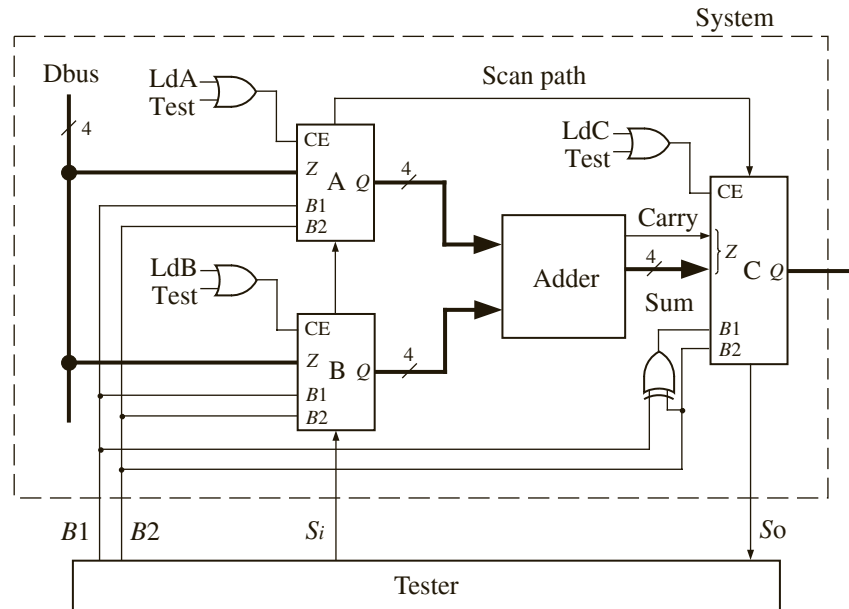 System
Dbus
4
LdA
Test
Scan path
CE
Z
A
Q
4
B1
B2
LdC
Test
CE
Carry
Z
4
Sum
C
Q
B1
B2
Adder
LdB
Test
CE
Z
B
Q
4
B1
B2
B1
B2
Si
So
Tester